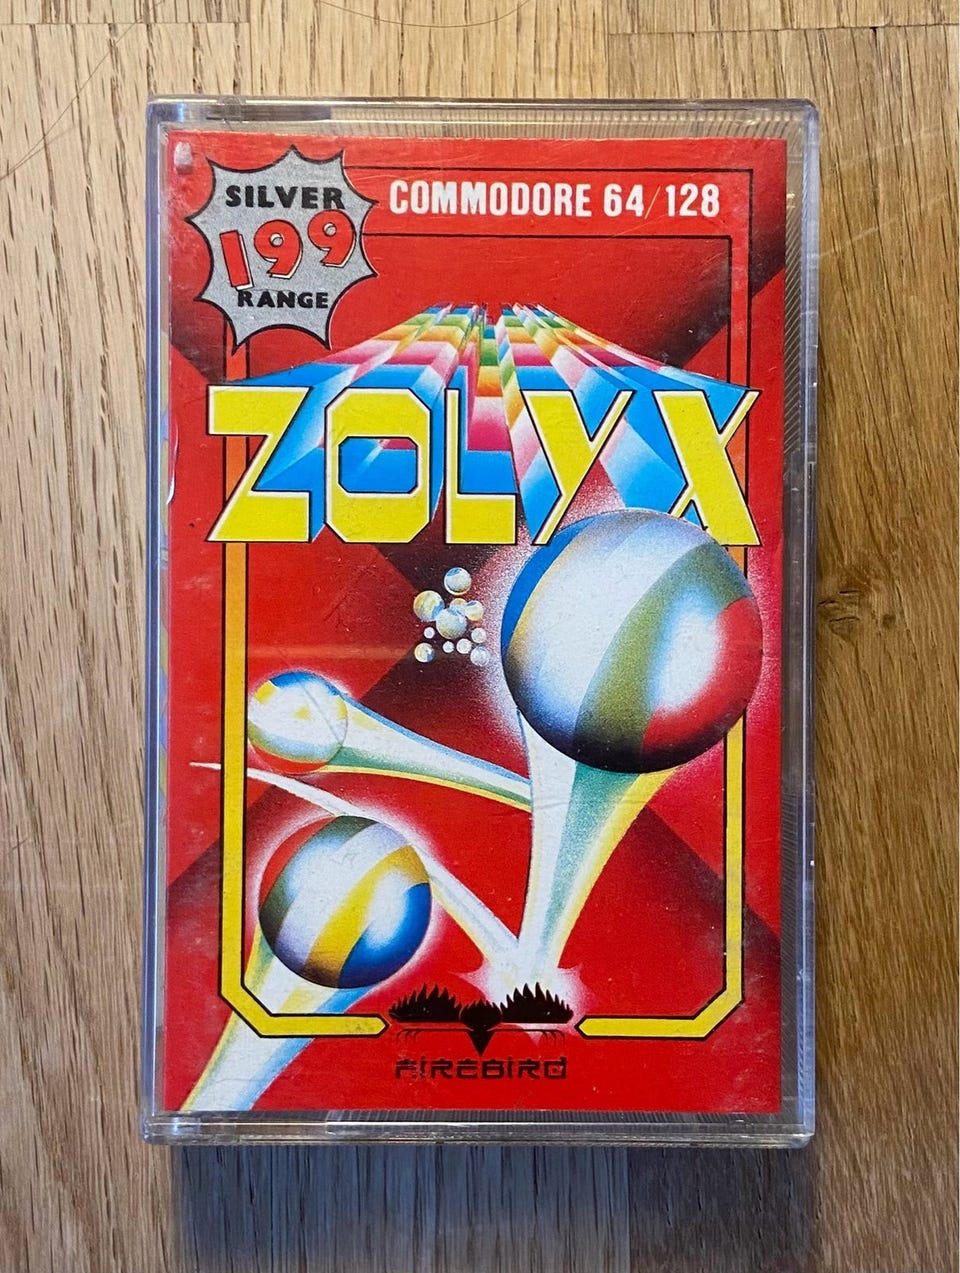 SILVER
199
RANGE
COMMODORE 64/128
ZOLYX
FIREBIRD